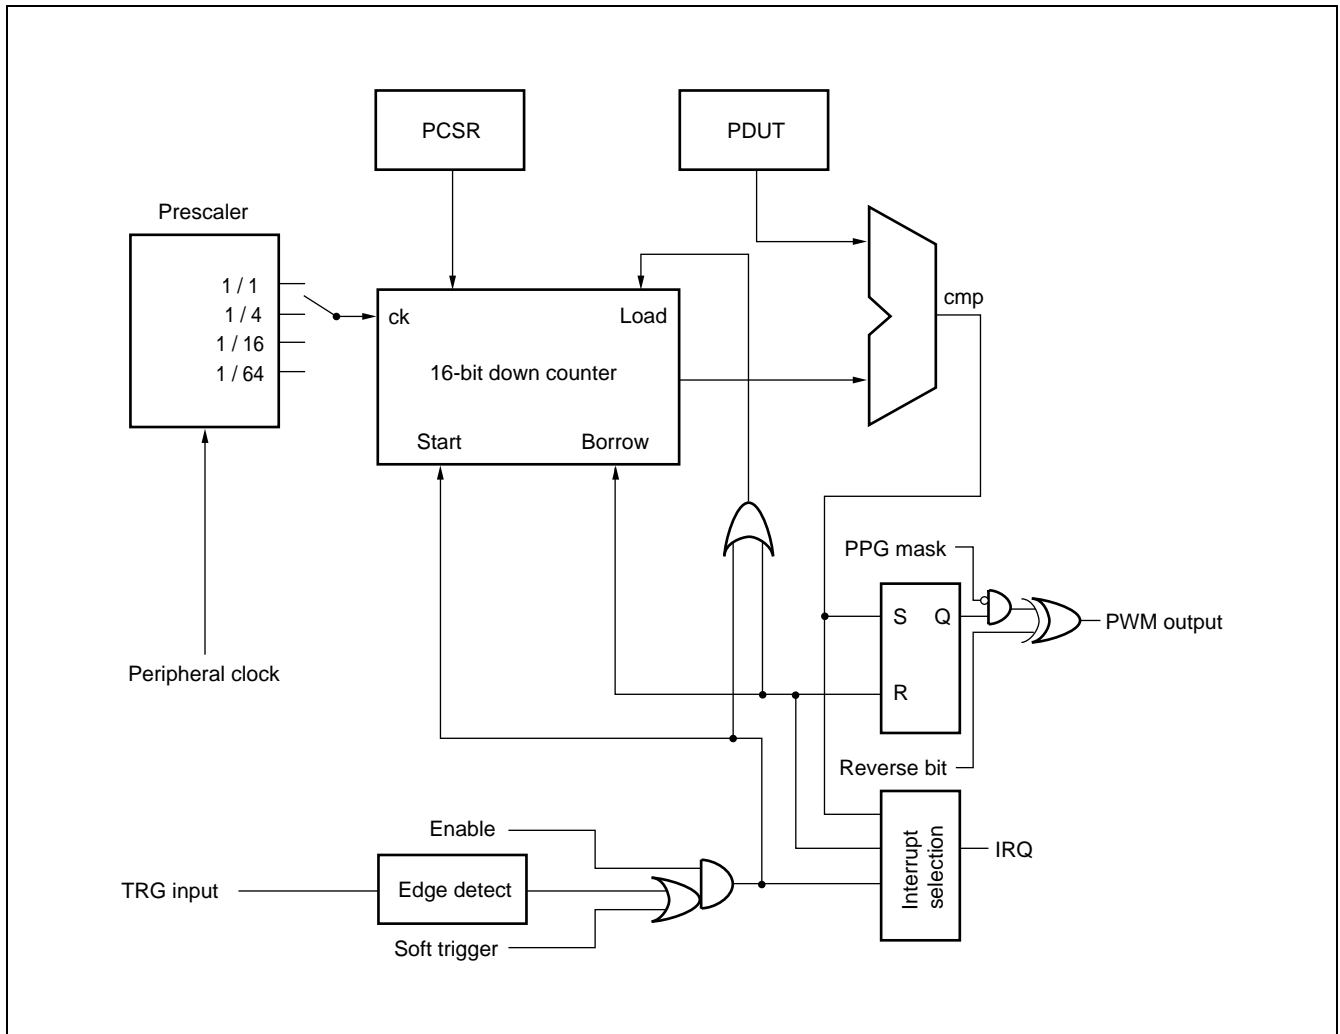 PCSR
PDUT
Prescaler
1 / 1
1 / 4
1 / 16
1 / 64
ck
Load
16-bit down counter
Start
Borrow
cmp
PPG mask
S
Q
R
PWM output
Peripheral clock
Reverse bit
Enable
TRG input
Edge detect
Soft trigger
Interrupt
selection
IRQ